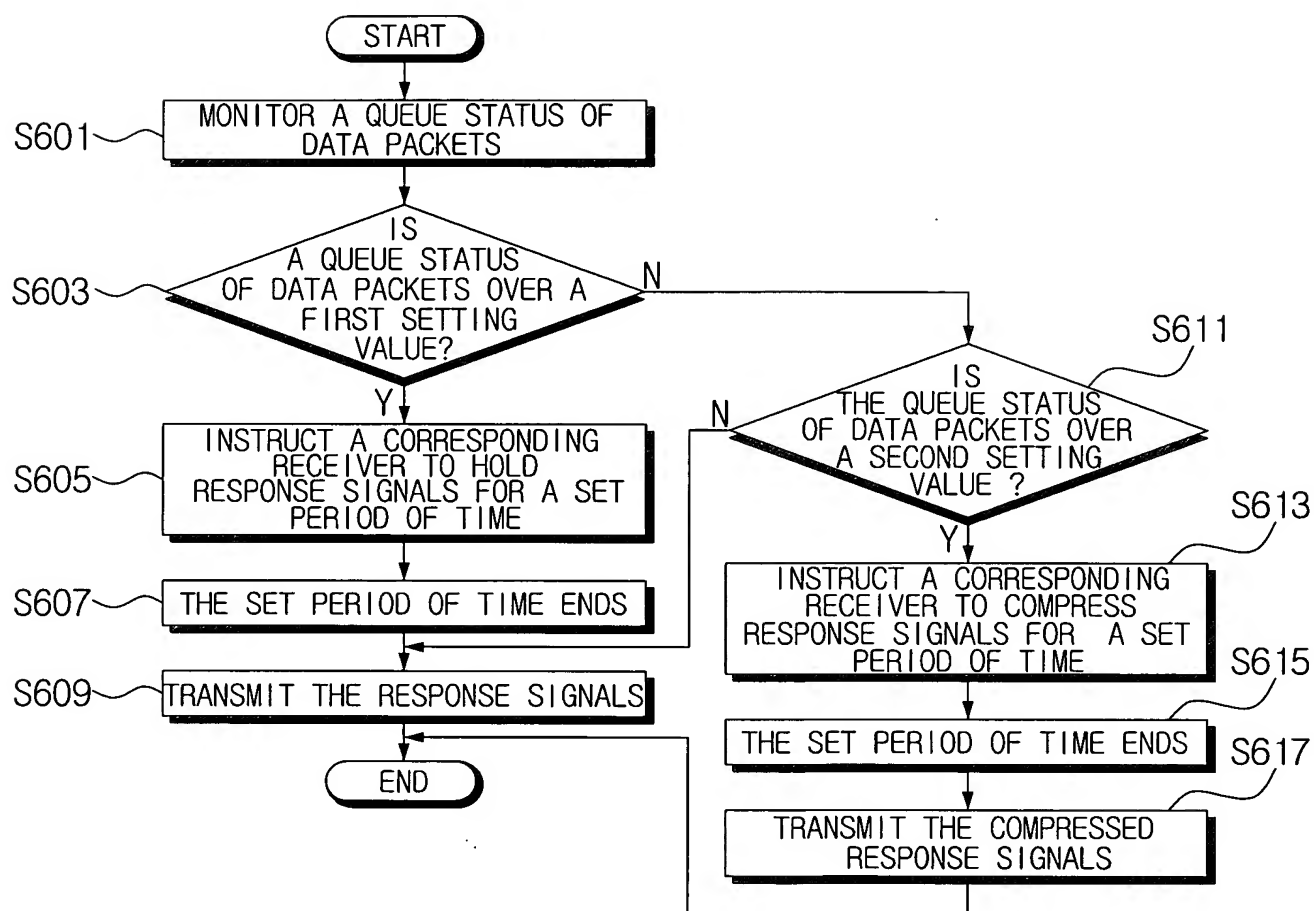 START
S601
MONITOR A QUEUE STATUS OF
DATA PACKETS
S603
IS
A QUEUE STATUS
OF DATA PACKETS OVER A
FIRST SETTING
VALUE?
N
Y
S605
INSTRUCT A CORRESPONDING
RECEIVER TO HOLD
RESPONSE SIGNALS FOR A SET
PERIOD OF TIME
S607
THE SET PERIOD OF TIME ENDS
S609
TRANSMIT THE RESPONSE SIGNALS
END
S611
IS
THE QUEUE STATUS
OF DATA PACKETS OVER
A SECOND SETTING
VALUE ?
N
Y
S613
INSTRUCT A CORRESPONDING
RECEIVER TO COMPRESS
RESPONSE SIGNALS FOR A SET
PERIOD OF TIME
S615
THE SET PERIOD OF TIME ENDS
S617
TRANSMIT THE COMPRESSED
RESPONSE SIGNALS